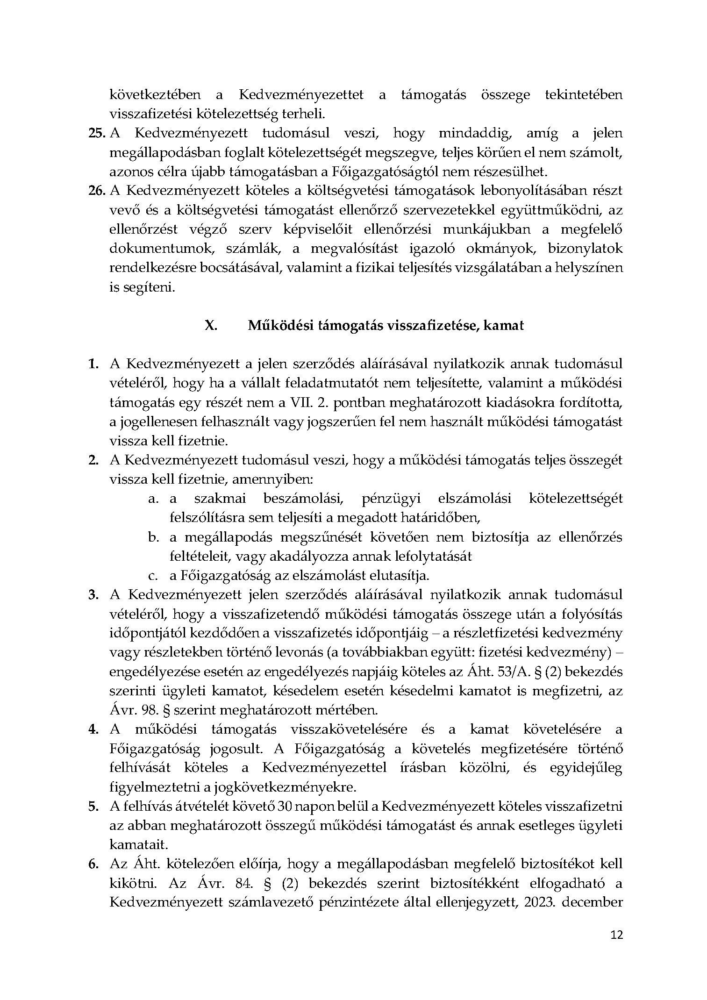 következtében a Kedvezményezettet a támogatás összege tekintetében
visszafizetési kötelezettség terheli.
25. A Kedvezményezett tudomásul veszi, hogy mindaddig, amíg a jelen
megállapodásban foglalt kötelezettségét megszegve, teljes körűen el nem számolt,
azonos célra újabb támogatásban a Főigazgatóságtól nem részesülhet.
26. A Kedvezményezett köteles a költségvetési támogatások lebonyolításában részt
vevő és a költségvetési támogatást ellenőrző szervezetekkel együttműködni, az
ellenőrzést végző szerv képviselőit ellenőrzési munkájukban a megfelelő
dokumentumok, számlák, a megvalósítást igazoló okmányok, bizonylatok
rendelkezésre bocsátásával, valamint a fizikai teljesítés vizsgálatában a helyszínen
is segíteni.
X. Működési támogatás visszafizetése, kamat
1. A Kedvezményezett a jelen szerződés aláírásával nyilatkozik annak tudomásul
vételéről, hogy ha a vállalt feladatmutatót nem teljesítette, valamint a működési
támogatás egy részét nem a VII. 2. pontban meghatározott kiadásokra fordította,
a jogellenesen felhasznált vagy jogszerűen fel nem használt működési támogatást
vissza kell fizetnie.
2. A Kedvezményezett tudomásul veszi, hogy a működési támogatás teljes összegét
vissza kell fizetnie, amennyiben:
a. a szakmai beszámolási, pénzügyi elszámolási kötelezettségét
felszólításra sem teljesíti a megadott határidőben,
b. a megállapodás megszűnését követően nem biztosítja az ellenőrzés
feltételeit, vagy akadályozza annak lefolytatását
c. a Főigazgatóság az elszámolást elutasítja.
3. A Kedvezményezett jelen szerződés aláírásával nyilatkozik annak tudomásul
vételéről, hogy a visszafizetendő működési támogatás összege után a folyósítás
időpontjától kezdődően a visszafizetés időpontjáig – a részletfizetési kedvezmény
vagy részletekben történő levonás (a továbbiakban együtt: fizetési kedvezmény) –
engedélyezése esetén az engedélyezés napjáig köteles az Áht. 53/A. § (2) bekezdés
szerinti ügyleti kamatot, késedelem esetén késedelmi kamatot is megfizetni, az
Ávr. 98. § szerint meghatározott mértében.
4. A működési támogatás visszakövetelésére és a kamat követelésére a
Főigazgatóság jogosult. A Főigazgatóság a követelés megfizetésére történő
felhívását köteles a Kedvezményezettel írásban közölni, és egyidejűleg
figyelmeztetni a jogkövetkezményekre.
5. A felhívás átvételét követő 30 napon belül a Kedvezményezett köteles visszafizetni
az abban meghatározott összegű működési támogatást és annak esetleges ügyleti
kamatait.
6. Az Áht. kötelezően előírja, hogy a megállapodásban megfelelő biztosítékot kell
kikötni. Az Ávr. 84. § (2) bekezdés szerint biztosítékként elfogadható a
Kedvezményezett számlavezető pénzintézete által ellenjegyzett, 2023. december
12